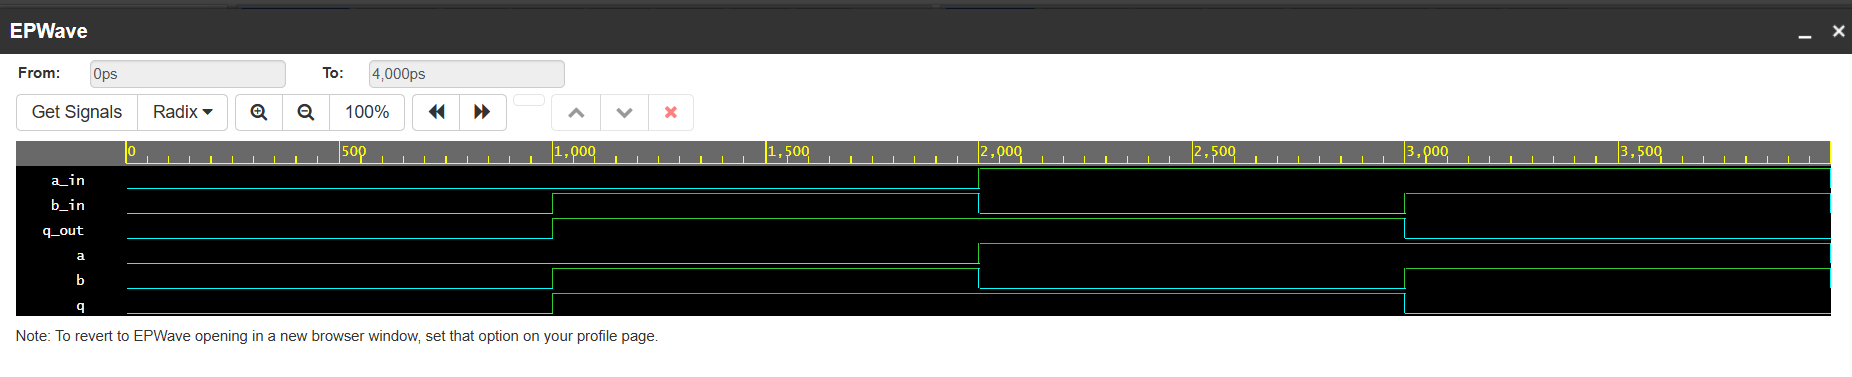 EPWave
From: 0ps To: 4,000ps
Get Signals Radix 100%
0 500 1,000 1,500 2,000 2,500 3,000 3,500
a_in
b_in
q_out
a
b
q
Note: To revert to EPWave opening in a new browser window, set that option on your profile page.